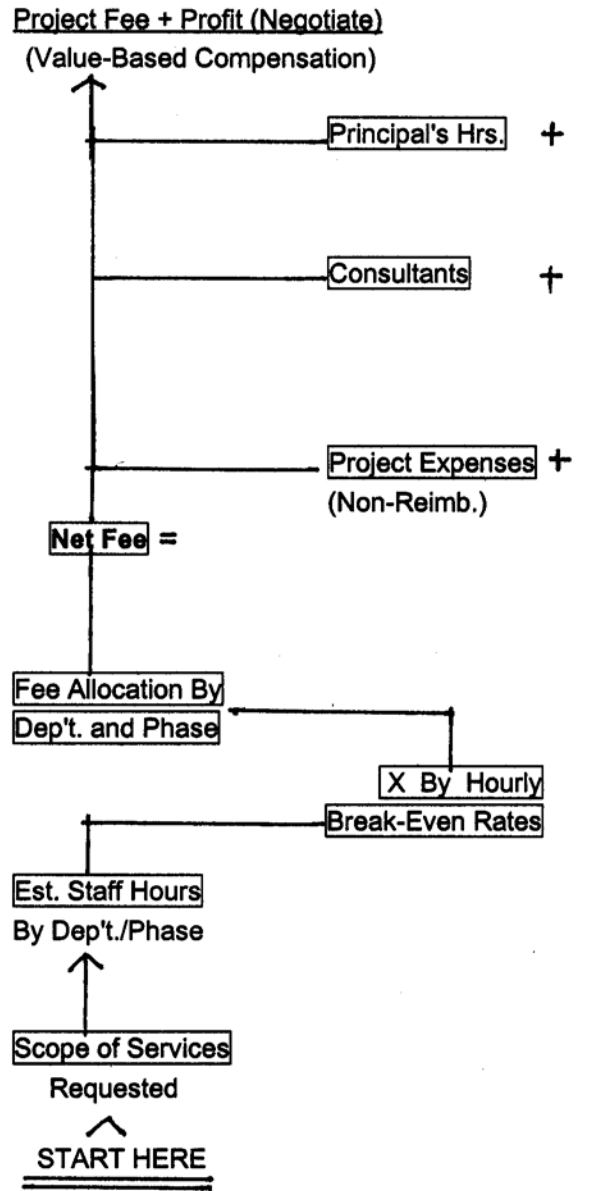 Project Fee + Profit (Negotiate)
(Value-Based Compensation)
Principal's Hrs. +
Consultants +
Project Expenses +
(Non-Reimb.)
Net Fee =
Fee Allocation By
Dep't. and Phase
X By Hourly
Break-Even Rates
Est. Staff Hours
By Dep't./Phase
Scope of Services
Requested
START HERE